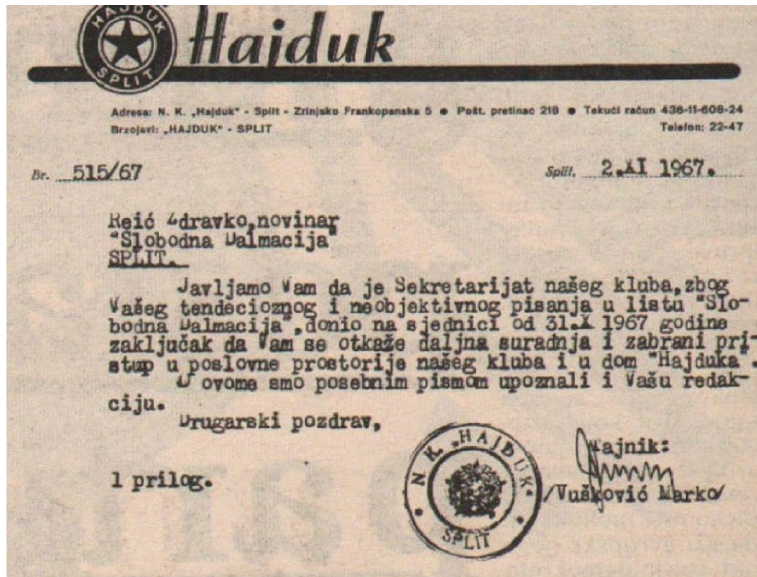 HAJDUK
SPLIT
Hajduk
Adresa: N. K. „Hajduk“ - Split - Zrinjsko Frankopanska 5 ● Pošt. pretinac 218 ● Tekući račun 436-11-608-24
Brzojavi: „HAJDUK“ - SPLIT Telefon: 22-47
Br. 515/67 Split, 2.XI 1967.
Reić Zdravko,novinar
"Slobodna Dalmacija"
SPLIT.
Javljamo Vam da je Sekretarijat našeg kluba,zbog
Vašeg tendecioznog i neobjektivnog pisanja u listu "Slo-
bodna Dalmacija",donio na sjednici od 31.X 1967 godine
zaključak da Vam se otkaže daljna suradnja i zabrani pri-
stup u poslovne prostorije našeg kluba i u dom "Hajduka".
O ovome smo posebnim pismom upoznali i Vašu redak-
ciju.
Drugarski pozdrav,
Tajnik:
1 prilog.
/Vušković Marko/
N. K. „HAJDUK“
SPLIT